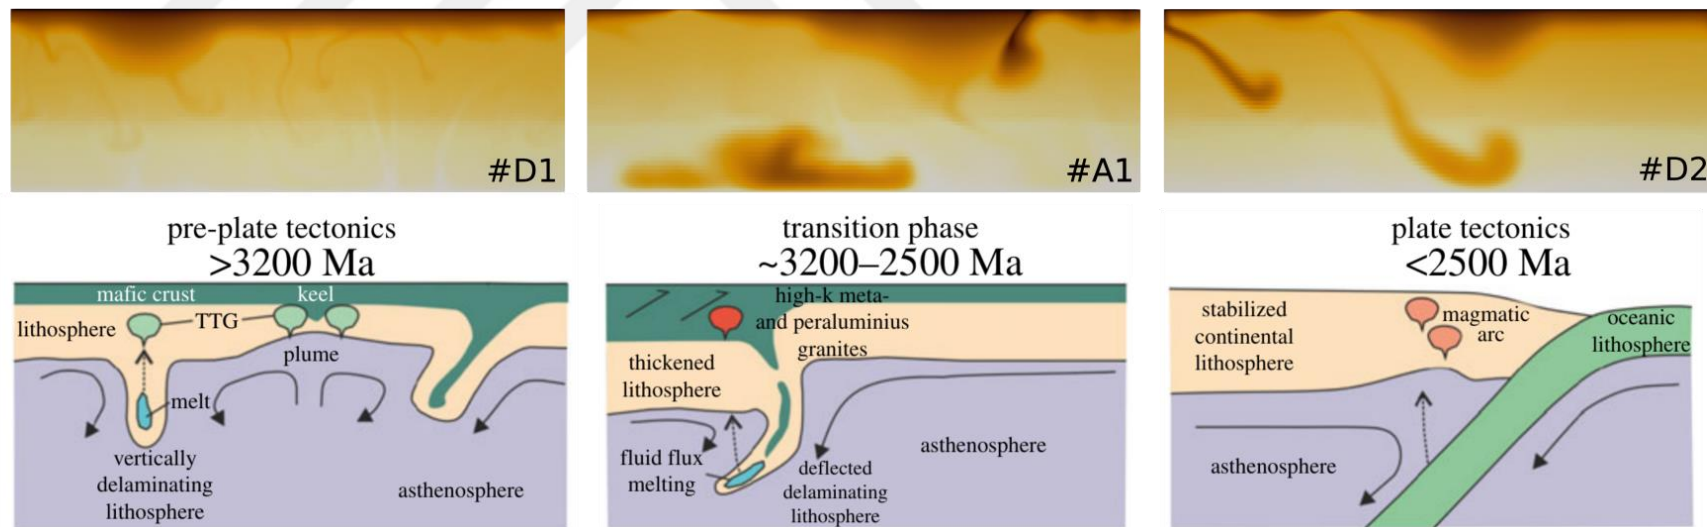 #D1
#A1
#D2
pre-plate tectonics
>3200 Ma
mafic crust
keel
lithosphere
TTG
plume
melt
vertically
delaminating
lithosphere
asthenosphere
transition phase
~3200–2500 Ma
high-k meta-
and peraluminius
granites
thickened
lithosphere
fluid flux
melting
deflected
delaminating
lithosphere
asthenosphere
plate tectonics
<2500 Ma
stabilized
continental
lithosphere
magmatic
arc
oceanic
lithosphere
asthenosphere